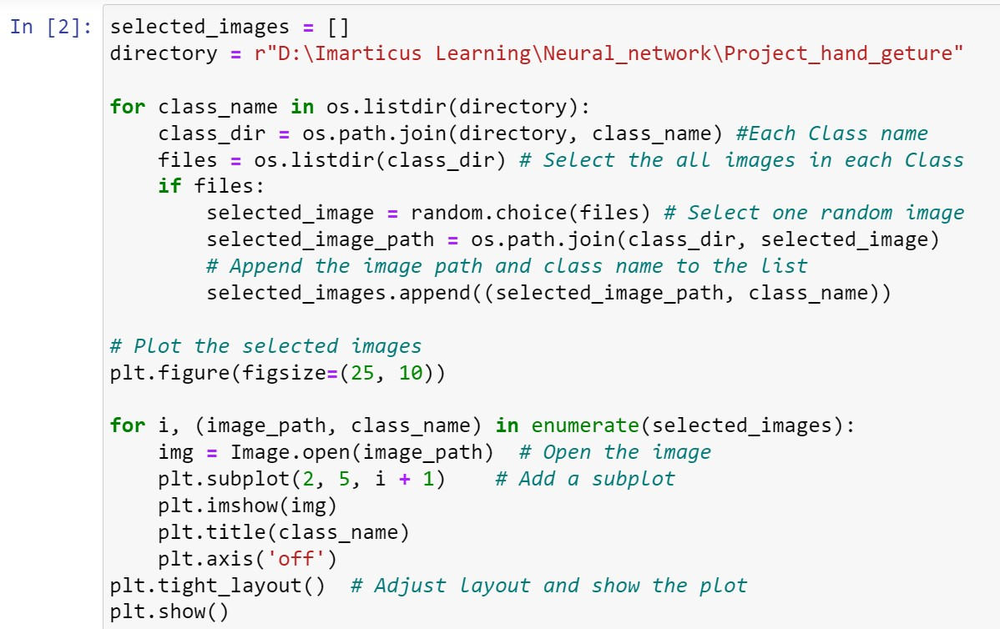 In [2]: selected_images = []
directory = r"D:\Imarticus Learning\Neural_network\Project_hand_geture"

for class_name in os.listdir(directory):
    class_dir = os.path.join(directory, class_name) #Each Class name
    files = os.listdir(class_dir) # Select the all images in each Class
    if files:
        selected_image = random.choice(files) # Select one random image
        selected_image_path = os.path.join(class_dir, selected_image)
        # Append the image path and class name to the list
        selected_images.append((selected_image_path, class_name))

# Plot the selected images
plt.figure(figsize=(25, 10))

for i, (image_path, class_name) in enumerate(selected_images):
    img = Image.open(image_path)  # Open the image
    plt.subplot(2, 5, i + 1)    # Add a subplot
    plt.imshow(img)
    plt.title(class_name)
    plt.axis('off')
plt.tight_layout()  # Adjust layout and show the plot
plt.show()